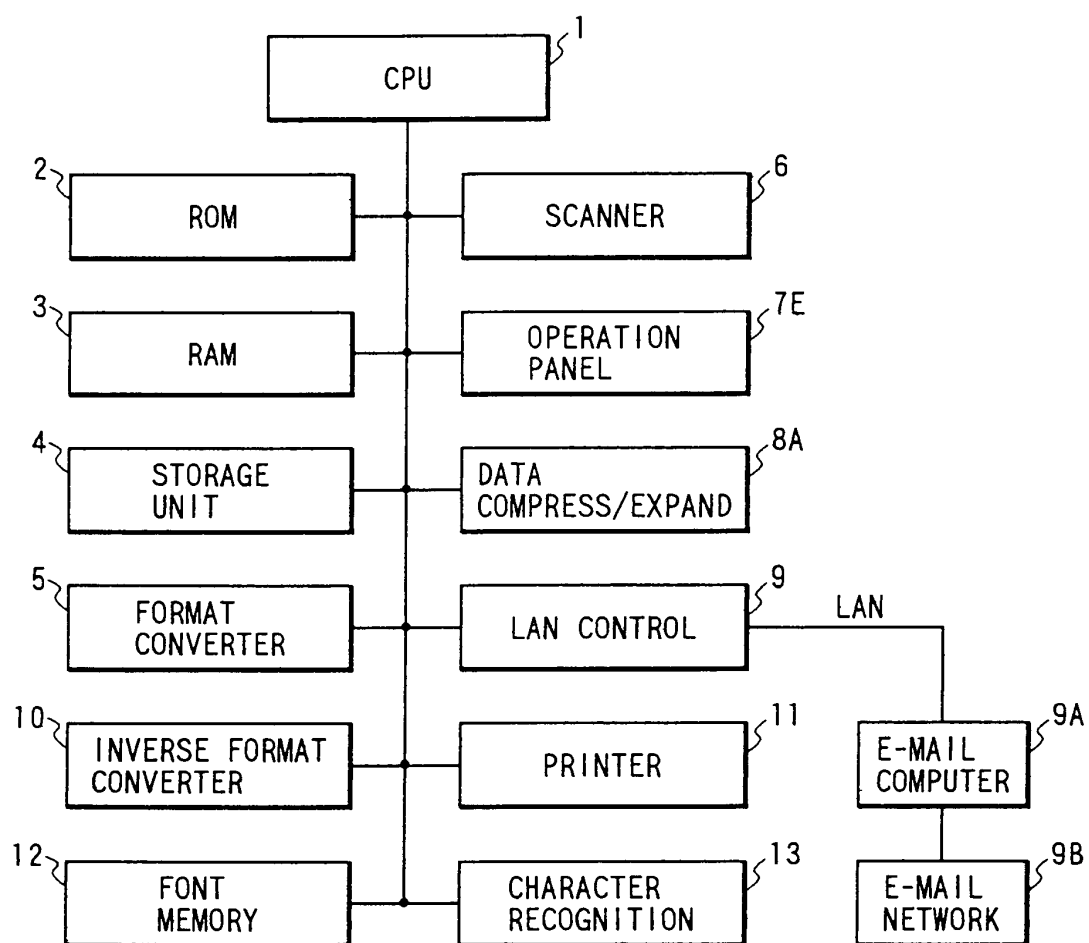 1
CPU
2
ROM
6
SCANNER
3
RAM
7E
OPERATION
PANEL
4
STORAGE
UNIT
8A
DATA
COMPRESS/EXPAND
5
FORMAT
CONVERTER
9
LAN CONTROL
LAN
10
INVERSE FORMAT
CONVERTER
11
PRINTER
9A
E-MAIL
COMPUTER
12
FONT
MEMORY
13
CHARACTER
RECOGNITION
9B
E-MAIL
NETWORK